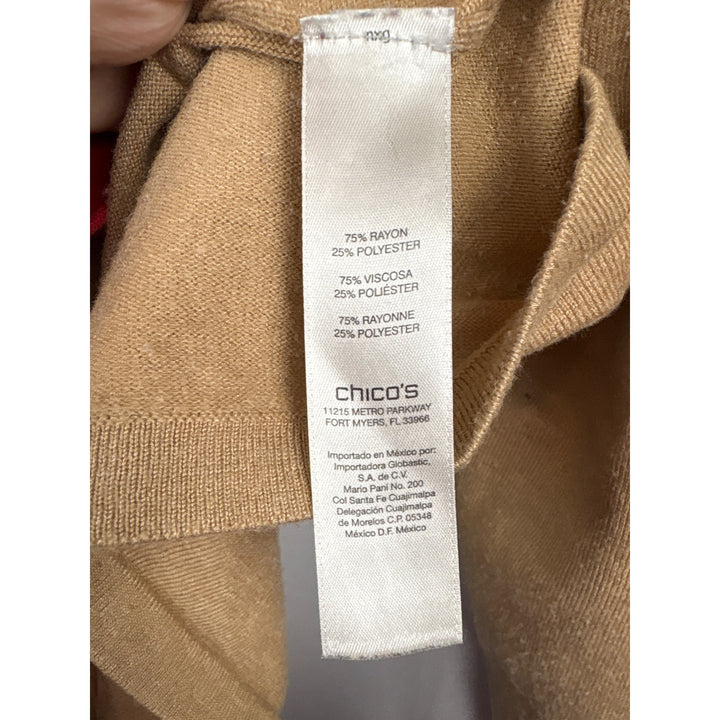 75% RAYON
25% POLYESTER
75% VISCOSA
25% POLIÉSTER
75% RAYONNE
25% POLYESTER
chico's
11215 METRO PARKWAY
FORT MYERS, FL 33966
Importado en México por:
Importadora Globastic,
S.A. de C.V.
Mario Pani No. 200
Col Santa Fe Cuajimalpa
Delegación Cuajimalpa
de Morelos C.P. 05348
México D.F. México